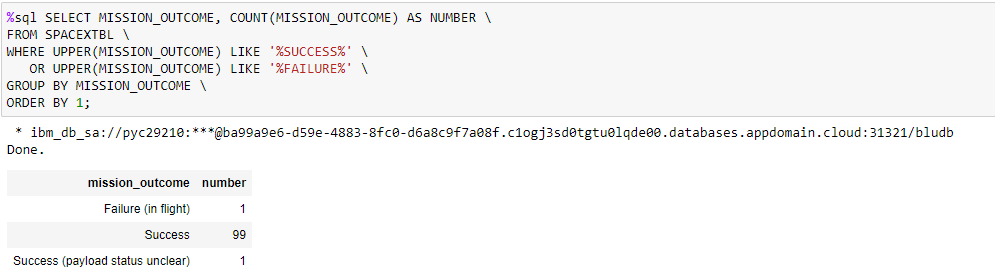 %sql SELECT MISSION_OUTCOME, COUNT(MISSION_OUTCOME) AS NUMBER \
FROM SPACEXTBL \
WHERE UPPER(MISSION_OUTCOME) LIKE '%SUCCESS%' \
   OR UPPER(MISSION_OUTCOME) LIKE '%FAILURE%' \
GROUP BY MISSION_OUTCOME \
ORDER BY 1;
* ibm_db_sa://pyc29210:***@ba99a9e6-d59e-4883-8fc0-d6a8c9f7a08f.c1ogj3sd0tgtu0lqde00.databases.appdomain.cloud:31321/bludb
Done.
mission_outcome number
Failure (in flight) 1
Success 99
Success (payload status unclear) 1